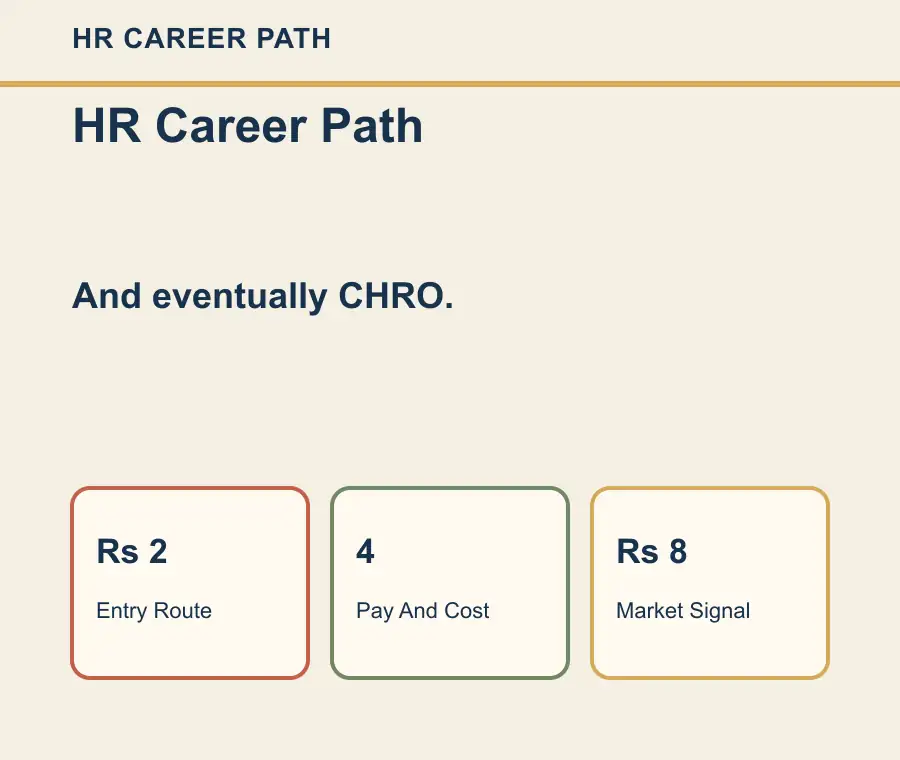 HR CAREER PATH
HR Career Path
And eventually CHRO.
Rs 2
Entry Route
4
Pay And Cost
Rs 8
Market Signal